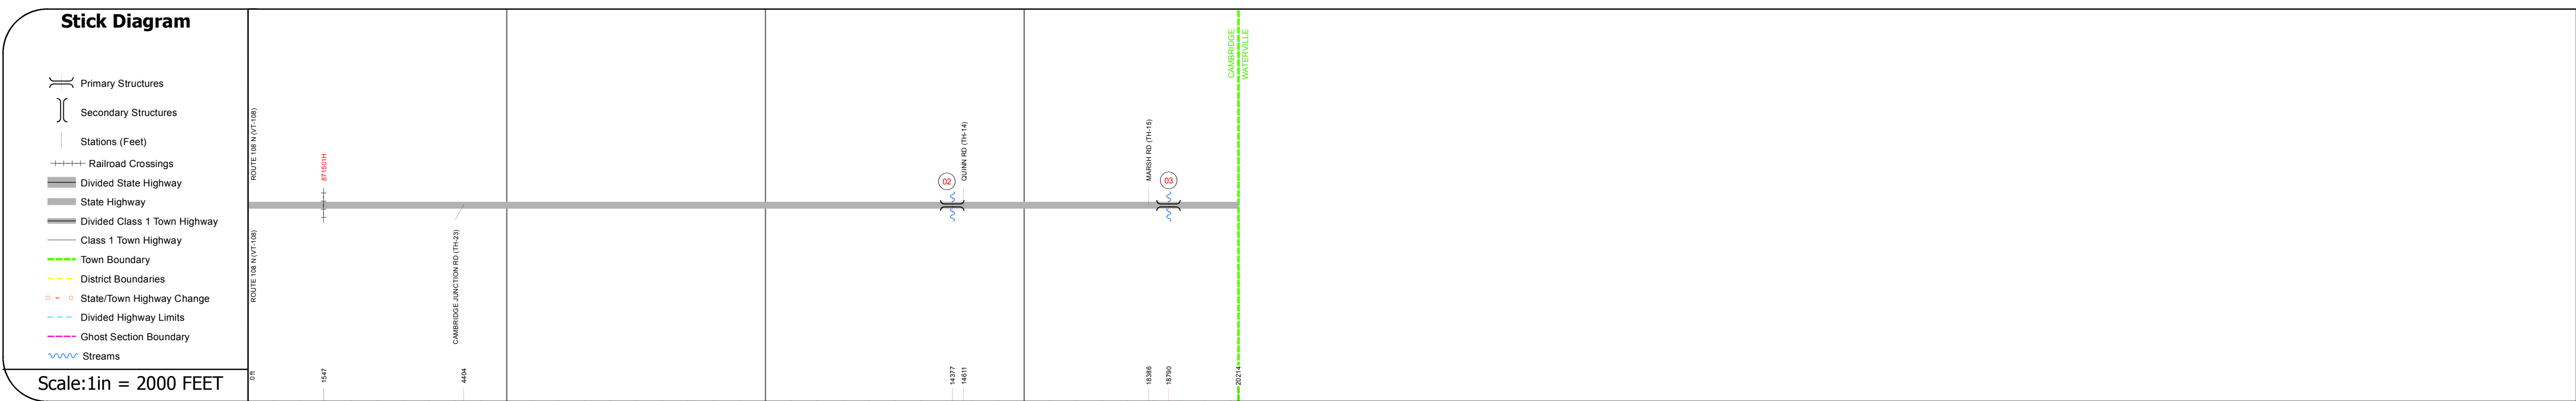 Stick Diagram
Primary Structures
Secondary Structures
Stations (Feet)
Railroad Crossings
Divided State Highway
State Highway
Divided Class 1 Town Highway
Class 1 Town Highway
Town Boundary
District Boundaries
State/Town Highway Change
Divided Highway Limits
Ghost Section Boundary
Streams
Scale:1in = 2000 FEET
ROUTE 108 N (VT-108)
ROUTE 108 N (VT-108)
0 ft
871501H
1547
CAMBRIDGE JUNCTION RD (TH-23)
4404
02
14377
QUINN RD (TH-14)
14611
MARSH RD (TH-15)
18386
03
18790
CAMBRIDGE
WATERVILLE
20214